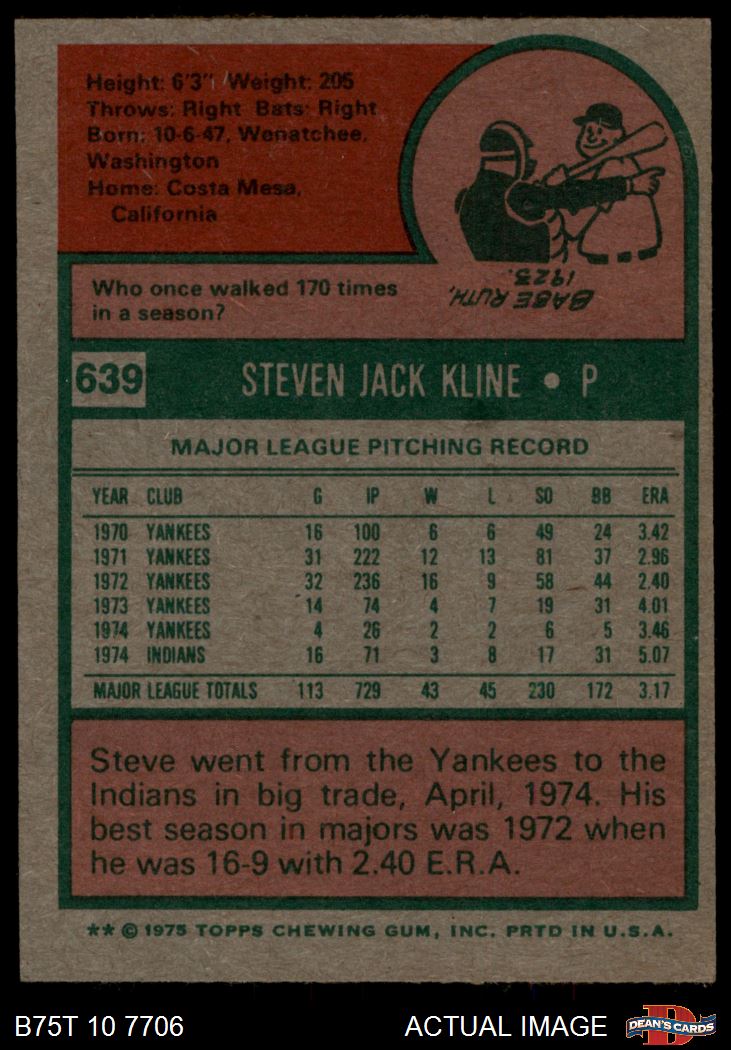 Height: 6'3" Weight: 205
Throws: Right Bats: Right
Born: 10-6-47, Wenatchee,
Washington
Home: Costa Mesa,
California
Who once walked 170 times
in a season?
BABE RUTH,
1923.
639 STEVEN JACK KLINE • P
MAJOR LEAGUE PITCHING RECORD
YEAR CLUB G IP W L SO BB ERA
1970 YANKEES 16 100 6 6 49 24 3.42
1971 YANKEES 31 222 12 13 81 37 2.96
1972 YANKEES 32 236 16 9 58 44 2.40
1973 YANKEES 14 74 4 7 19 31 4.01
1974 YANKEES 4 26 2 2 6 5 3.46
1974 INDIANS 16 71 3 8 17 31 5.07
MAJOR LEAGUE TOTALS 113 729 43 45 230 172 3.17
Steve went from the Yankees to the
Indians in big trade, April, 1974. His
best season in majors was 1972 when
he was 16-9 with 2.40 E.R.A.
** © 1975 TOPPS CHEWING GUM, INC. PRTD IN U.S.A.
B75T 10 7706 ACTUAL IMAGE DEAN'S CARDS